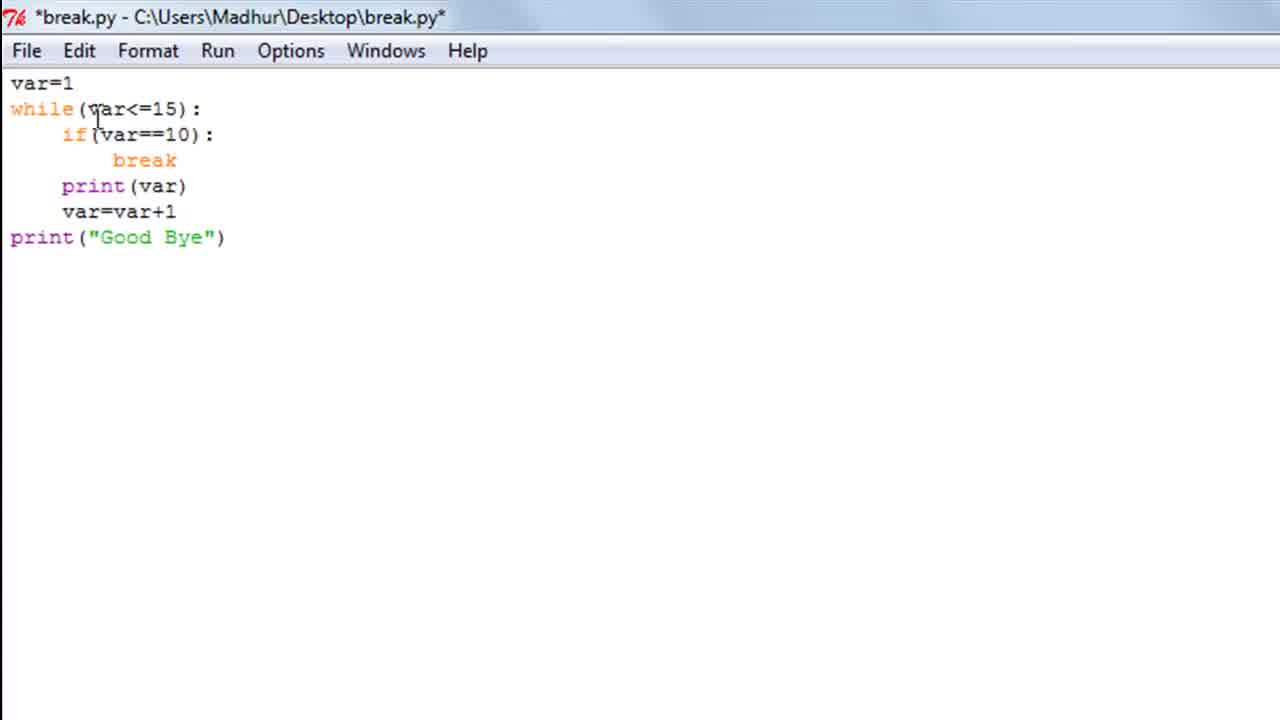 *break.py - C:\Users\Madhur\Desktop\break.py*
File Edit Format Run Options Windows Help
var=1
while(var<=15):
    if(var==10):
        break
    print(var)
    var=var+1
print("Good Bye")